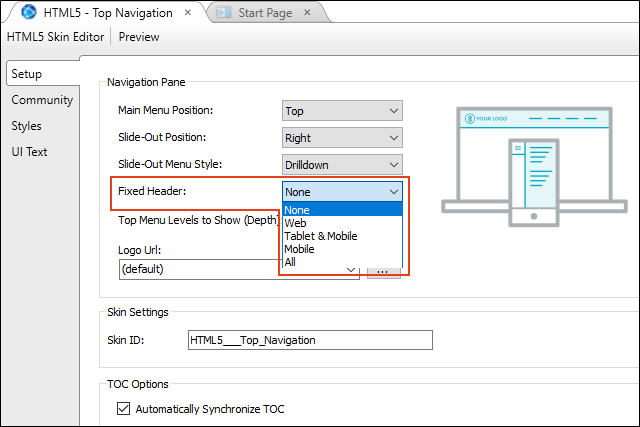 HTML5 - Top Navigation
Start Page
HTML5 Skin Editor Preview
Setup
Community
Styles
UI Text
Navigation Pane
Main Menu Position: Top
Slide-Out Position: Right
Slide-Out Menu Style: Drilldown
Fixed Header: None
None
Web
Tablet & Mobile
Mobile
All
Top Menu Levels to Show (Depth)
Logo Url:
(default)
...
YOUR LOGO
Skin Settings
Skin ID: HTML5___Top_Navigation
TOC Options
Automatically Synchronize TOC